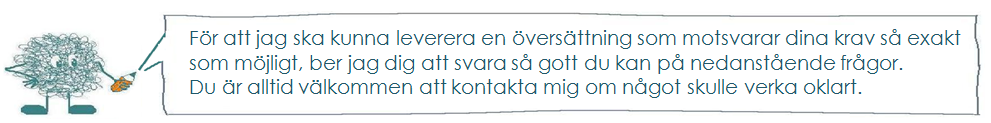 För att jag ska kunna leverera en översättning som motsvarar dina krav så exakt
som möjligt, ber jag dig att svara så gott du kan på nedanstående frågor.
Du är alltid välkommen att kontakta mig om något skulle verka oklart.